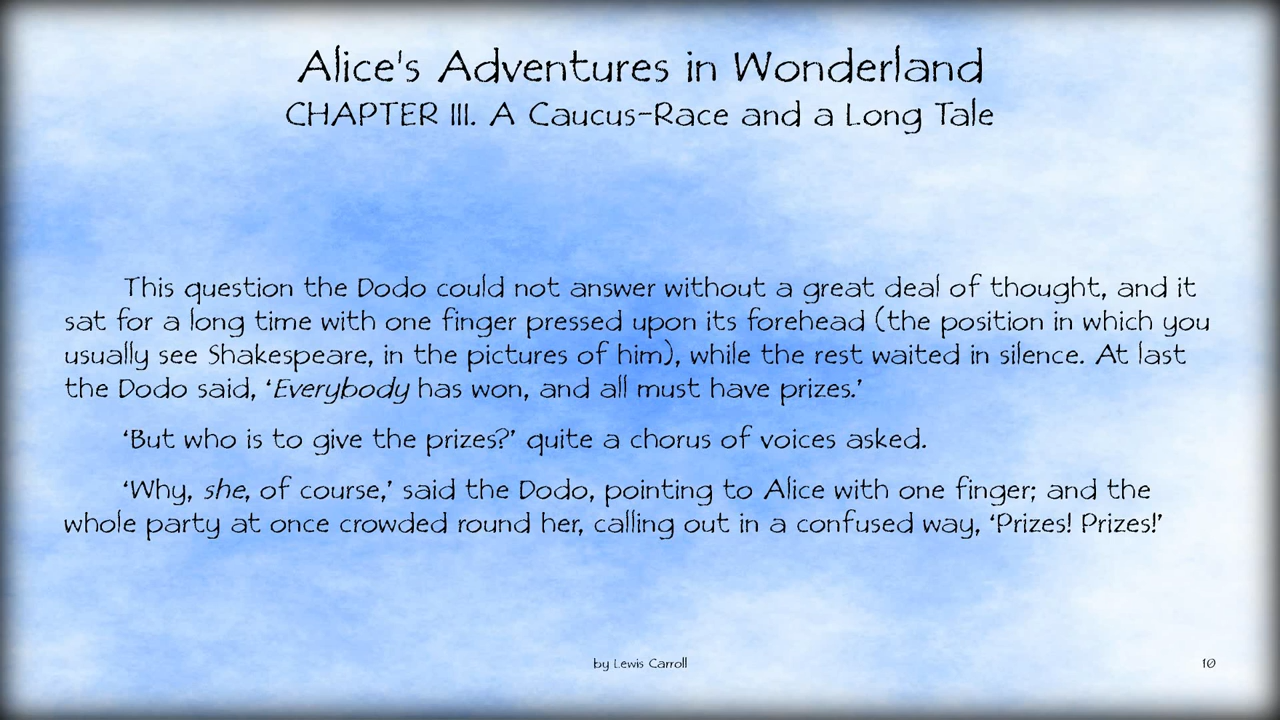 Alice's Adventures in Wonderland
CHAPTER III. A Caucus-Race and a Long Tale
This question the Dodo could not answer without a great deal of thought, and it
sat for a long time with one finger pressed upon its forehead (the position in which you
usually see Shakespeare, in the pictures of him), while the rest waited in silence. At last
the Dodo said, ‘Everybody has won, and all must have prizes.’
‘But who is to give the prizes?’ quite a chorus of voices asked.
‘Why, she, of course,’ said the Dodo, pointing to Alice with one finger; and the
whole party at once crowded round her, calling out in a confused way, ‘Prizes! Prizes!’
by Lewis Carroll
10